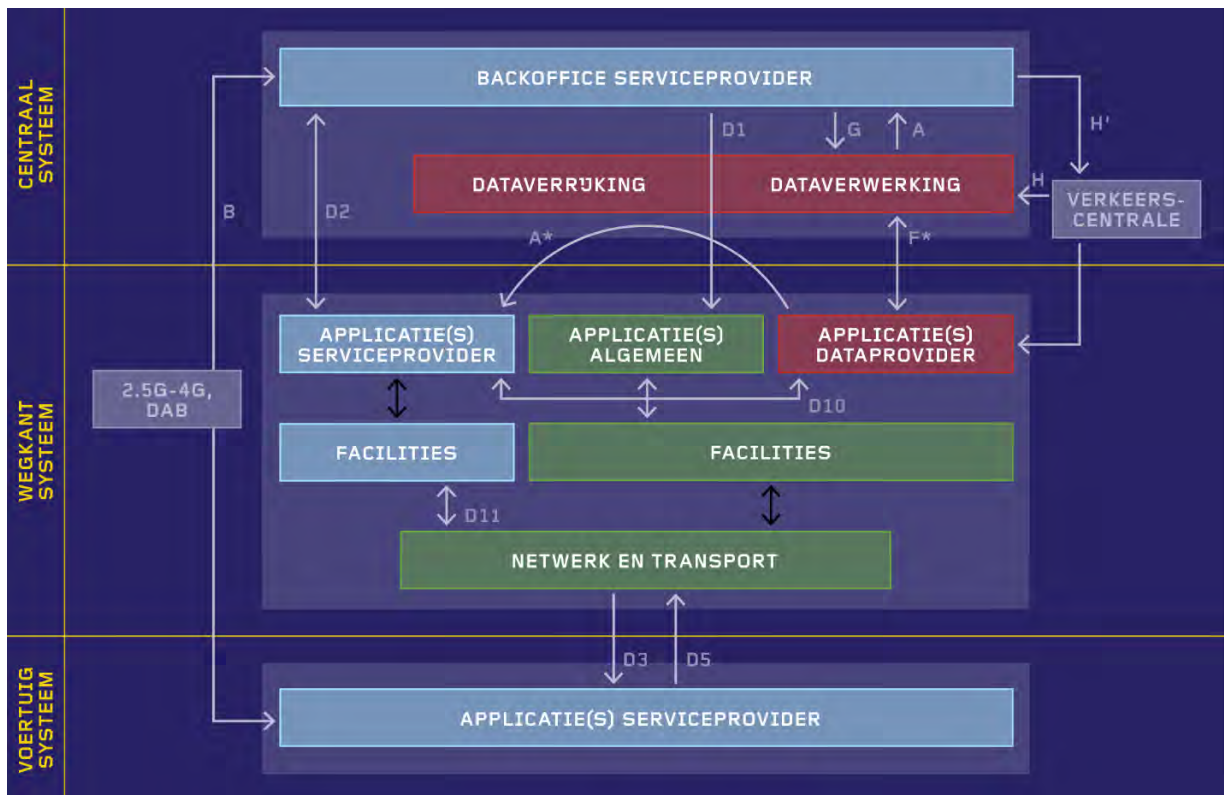 CENTRAAL
SYSTEEM
BACKOFFICE SERVICEPROVIDER
D1
G
A
H'
DATAVERRIJKING
DATAVERWERKING
H
VERKEERS-
CENTRALE
B
D2
A*
F*
WEGKANT
SYSTEEM
APPLICATIE(S)
SERVICEPROVIDER
APPLICATIE(S)
ALGEMEEN
APPLICATIE(S)
DATAPROVIDER
2.5G-4G,
DAB
D10
FACILITIES
FACILITIES
D11
NETWERK EN TRANSPORT
D3
D5
VOERTUIG
SYSTEEM
APPLICATIE(S) SERVICEPROVIDER